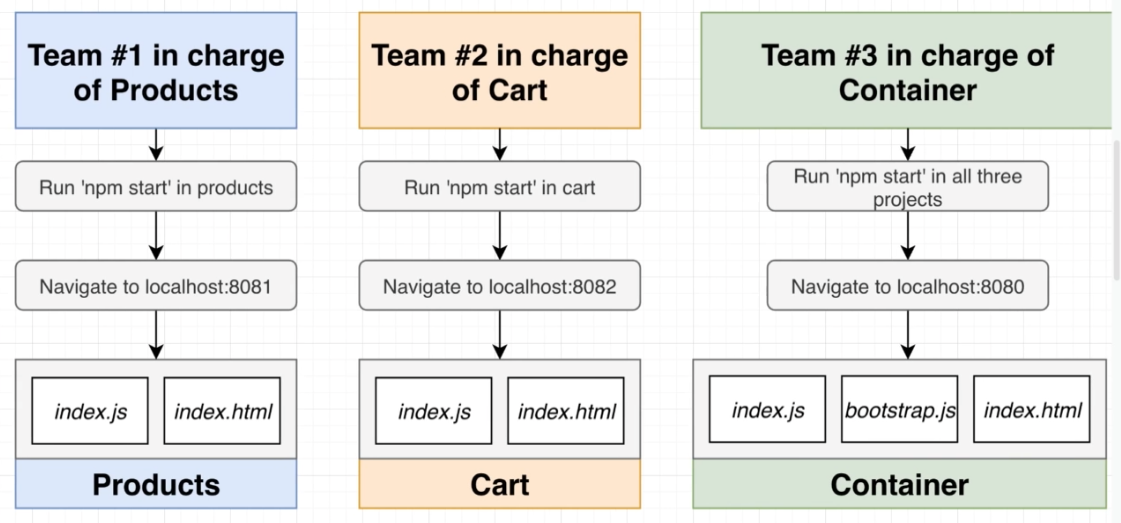 Team #1 in charge
of Products
Team #2 in charge
of Cart
Team #3 in charge of
Container
Run 'npm start' in products
Run 'npm start' in cart
Run 'npm start' in all three
projects
Navigate to localhost:8081
Navigate to localhost:8082
Navigate to localhost:8080
index.js
index.html
index.js
index.html
index.js
bootstrap.js
index.html
Products
Cart
Container